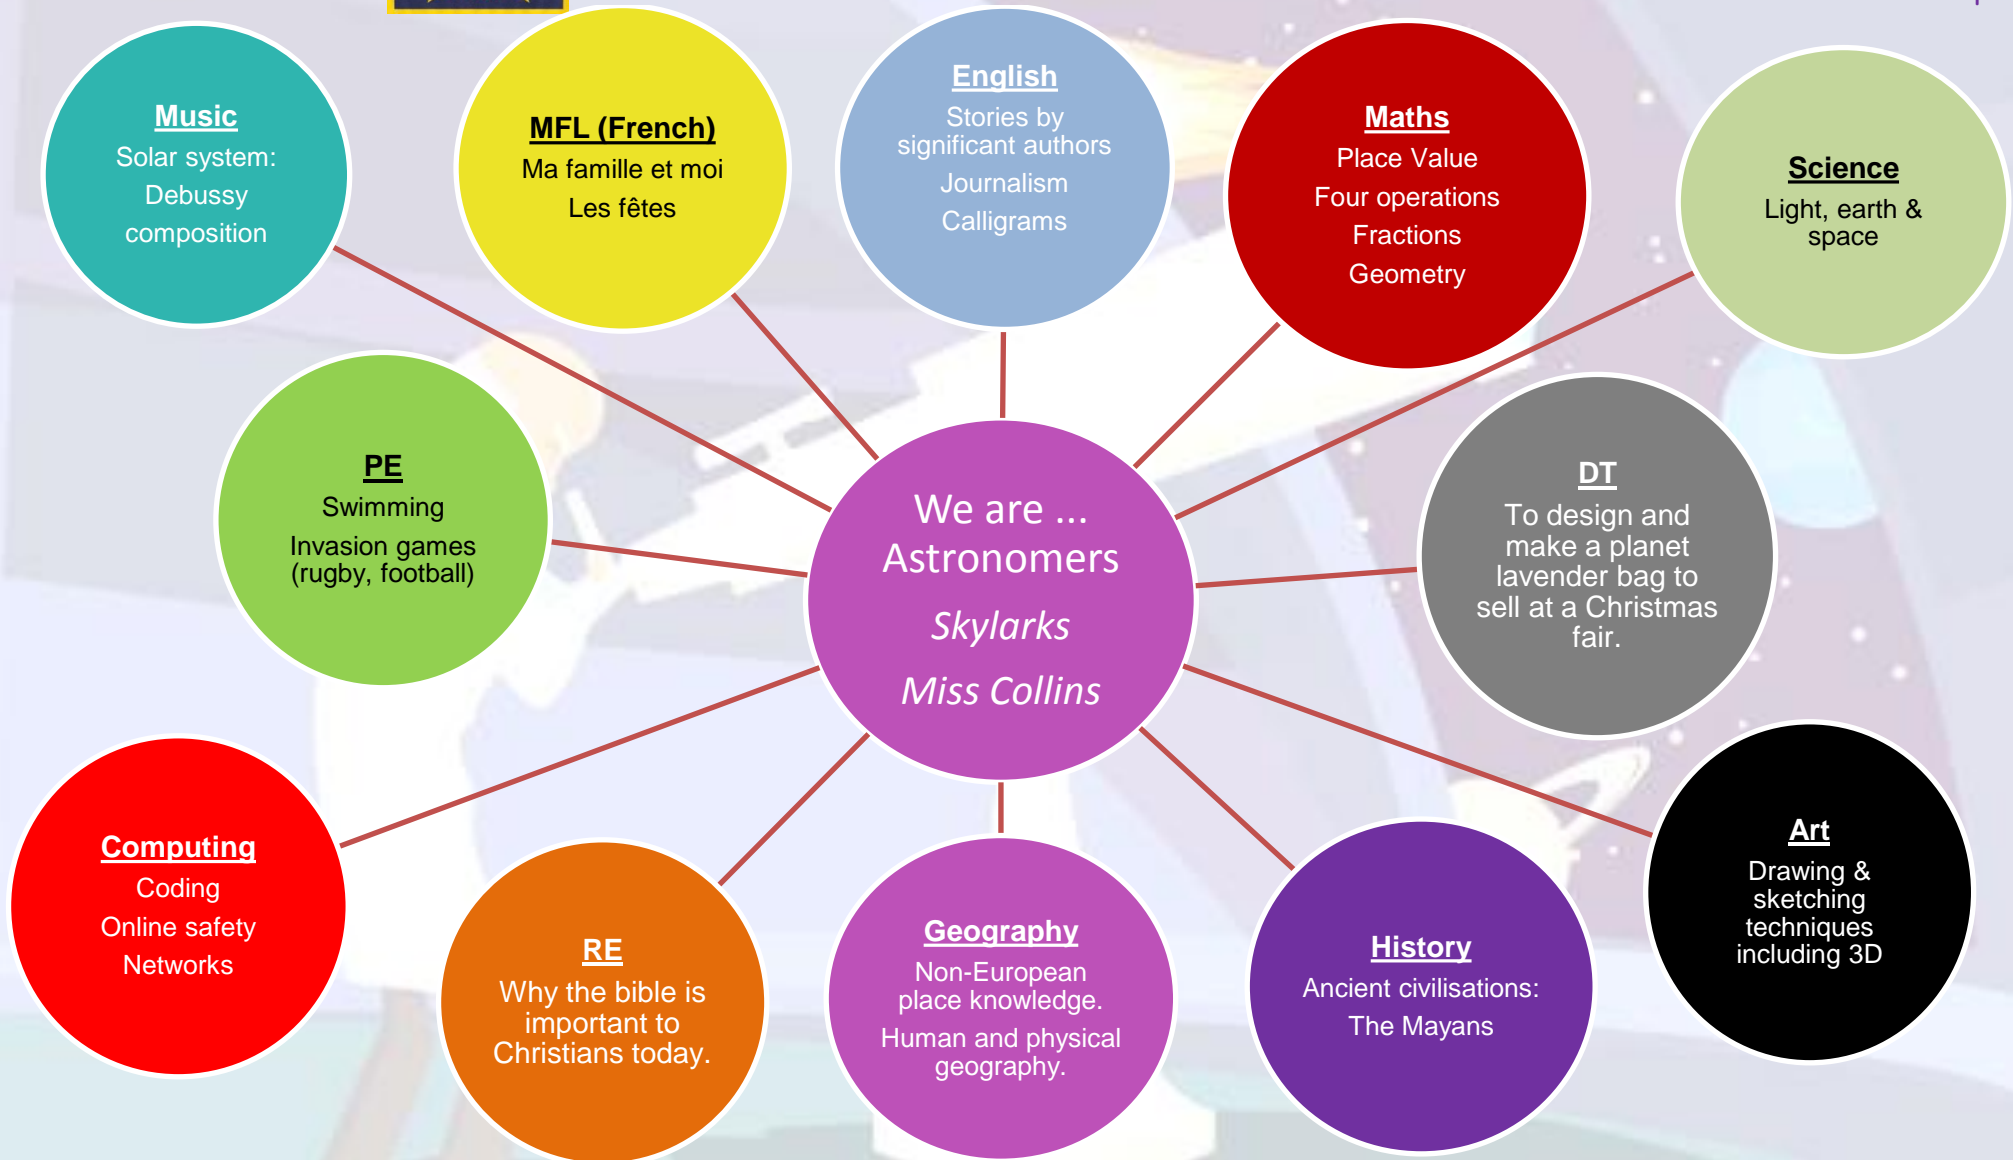 Music
Solar system:
Debussy
composition
MFL (French)
Ma famille et moi
Les fêtes
English
Stories by
significant authors
Journalism
Calligrams
Maths
Place Value
Four operations
Fractions
Geometry
Science
Light, earth &
space
PE
Swimming
Invasion games
(rugby, football)
We are ...
Astronomers
Skylarks
Miss Collins
DT
To design and
make a planet
lavender bag to
sell at a Christmas
fair.
Computing
Coding
Online safety
Networks
RE
Why the bible is
important to
Christians today.
Geography
Non-European
place knowledge.
Human and physical
geography.
History
Ancient civilisations:
The Mayans
Art
Drawing &
sketching
techniques
including 3D